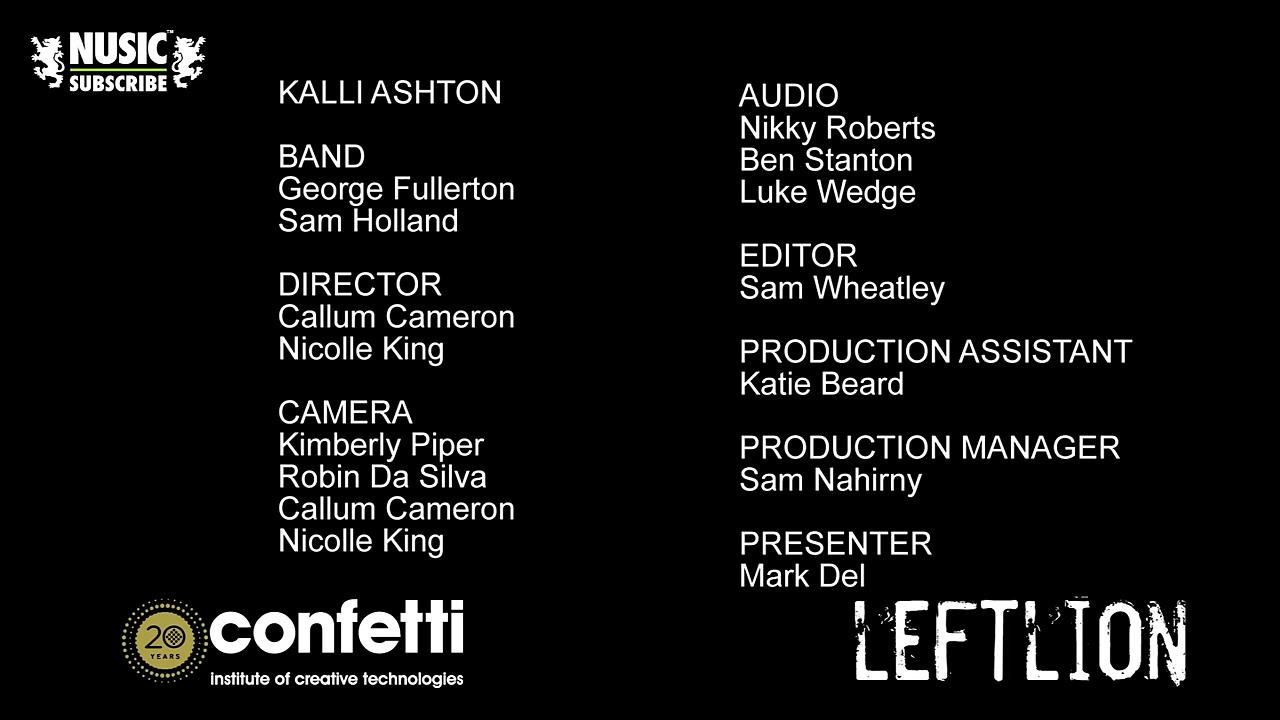 NUSIC™
SUBSCRIBE
KALLI ASHTON
BAND
George Fullerton
Sam Holland
DIRECTOR
Callum Cameron
Nicolle King
CAMERA
Kimberly Piper
Robin Da Silva
Callum Cameron
Nicolle King
AUDIO
Nikky Roberts
Ben Stanton
Luke Wedge
EDITOR
Sam Wheatley
PRODUCTION ASSISTANT
Katie Beard
PRODUCTION MANAGER
Sam Nahirny
PRESENTER
Mark Del
20
YEARS
confetti
institute of creative technologies
LEFTLION